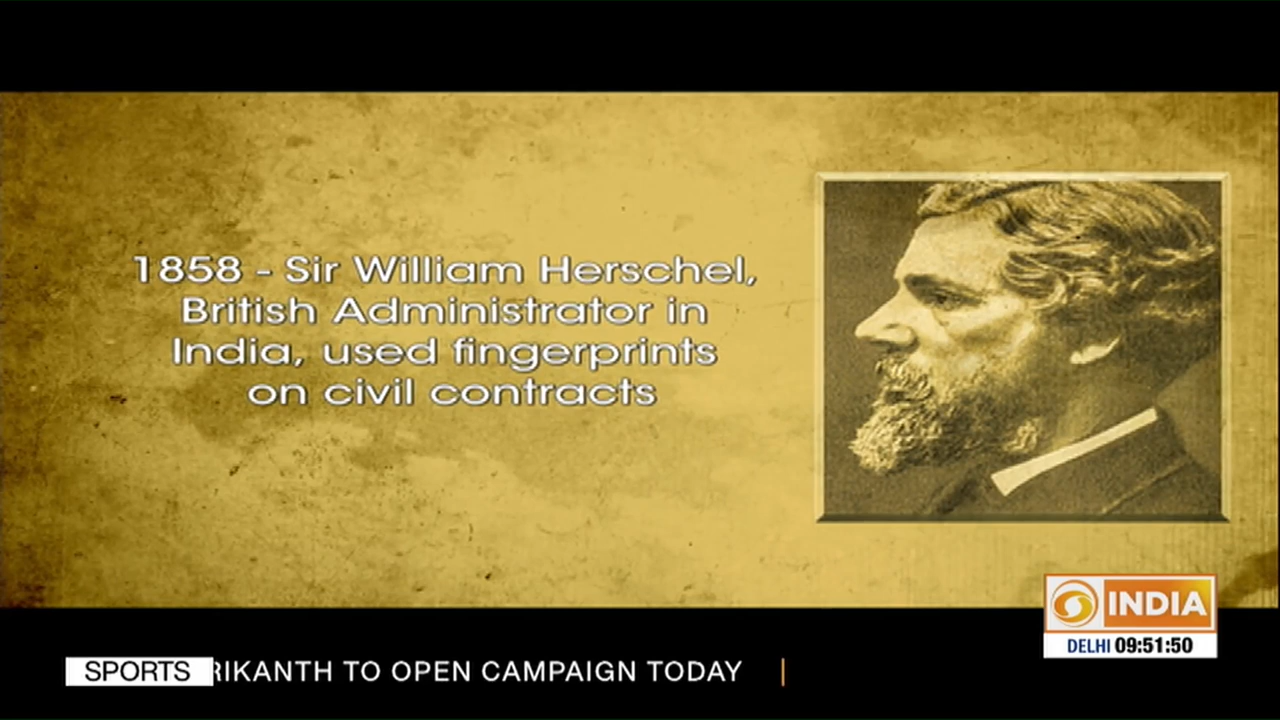 1858 - Sir William Herschel,
British Administrator in
India, used fingerprints
on civil contracts
INDIA
DELHI 09:51:50
SPORTS RIKANTH TO OPEN CAMPAIGN TODAY